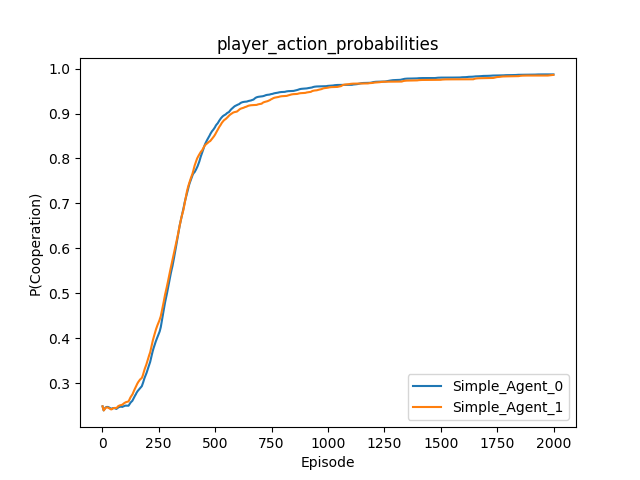 player_action_probabilities
1.0
0.9
0.8
0.7
0.6
0.5
0.4
0.3
P(Cooperation)
0 250 500 750 1000 1250 1500 1750 2000
Episode
Simple_Agent_0
Simple_Agent_1